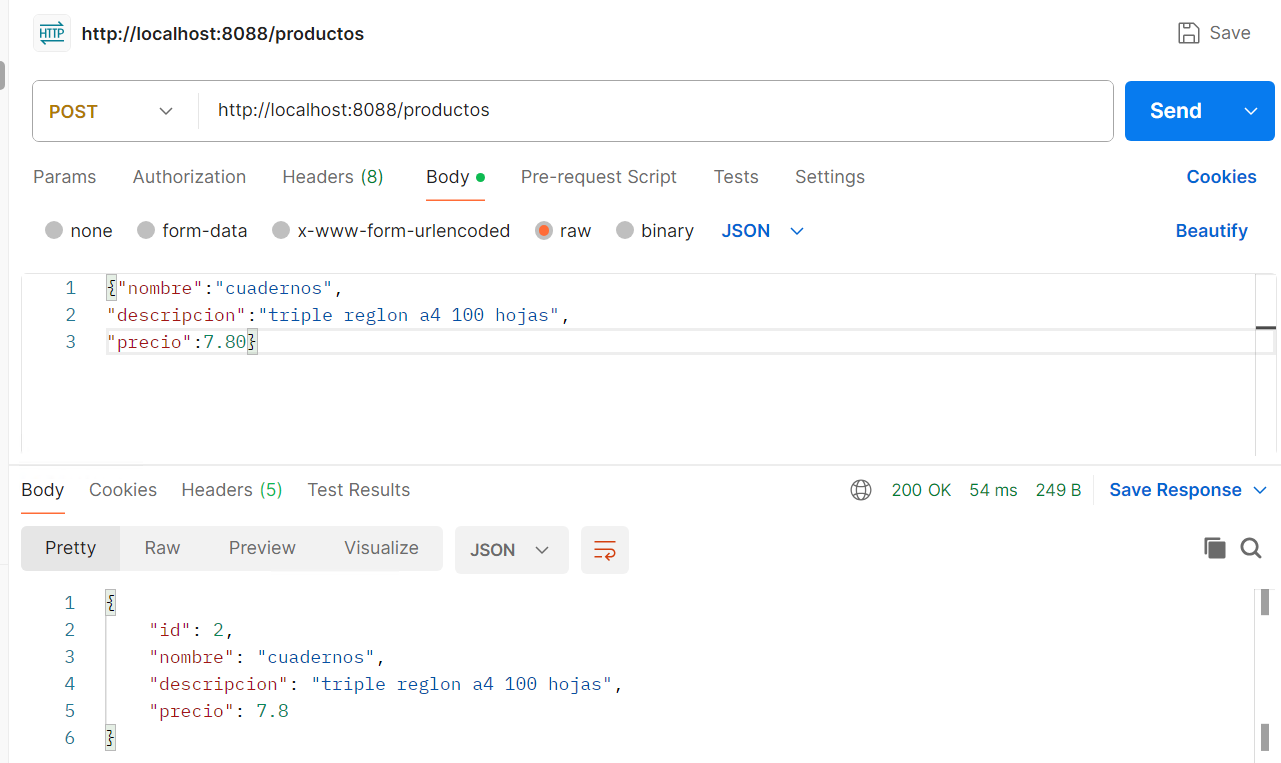 HTTP http://localhost:8088/productos Save
POST http://localhost:8088/productos Send
Params Authorization Headers (8) Body Pre-request Script Tests Settings Cookies
none form-data x-www-form-urlencoded raw binary JSON Beautify
1 {"nombre":"cuadernos",
2 "descripcion":"triple reglon a4 100 hojas",
3 "precio":7.80}
Body Cookies Headers (5) Test Results 200 OK 54 ms 249 B Save Response
Pretty Raw Preview Visualize JSON
1 {
2 "id": 2,
3 "nombre": "cuadernos",
4 "descripcion": "triple reglon a4 100 hojas",
5 "precio": 7.8
6 }